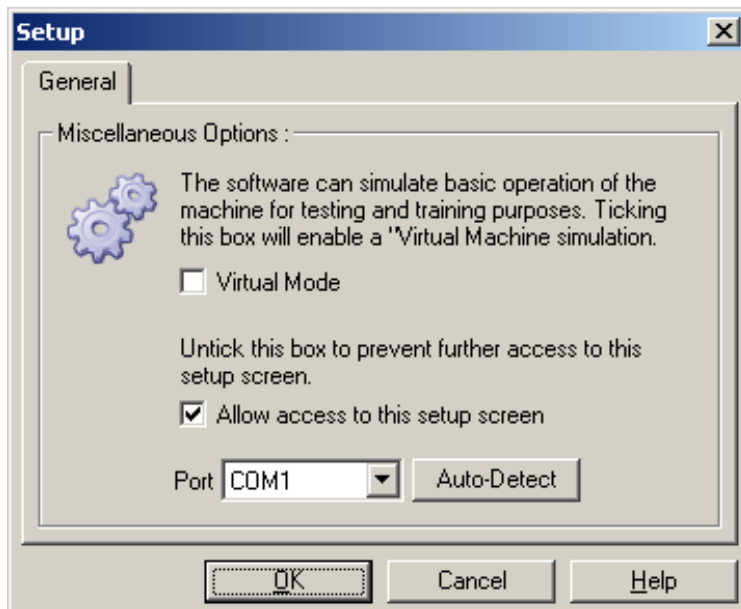 Setup
General
Miscellaneous Options :
The software can simulate basic operation of the
machine for testing and training purposes. Ticking
this box will enable a "Virtual Machine simulation.
Virtual Mode
Untick this box to prevent further access to this
setup screen.
Allow access to this setup screen
Port COM1 Auto-Detect
OK Cancel Help